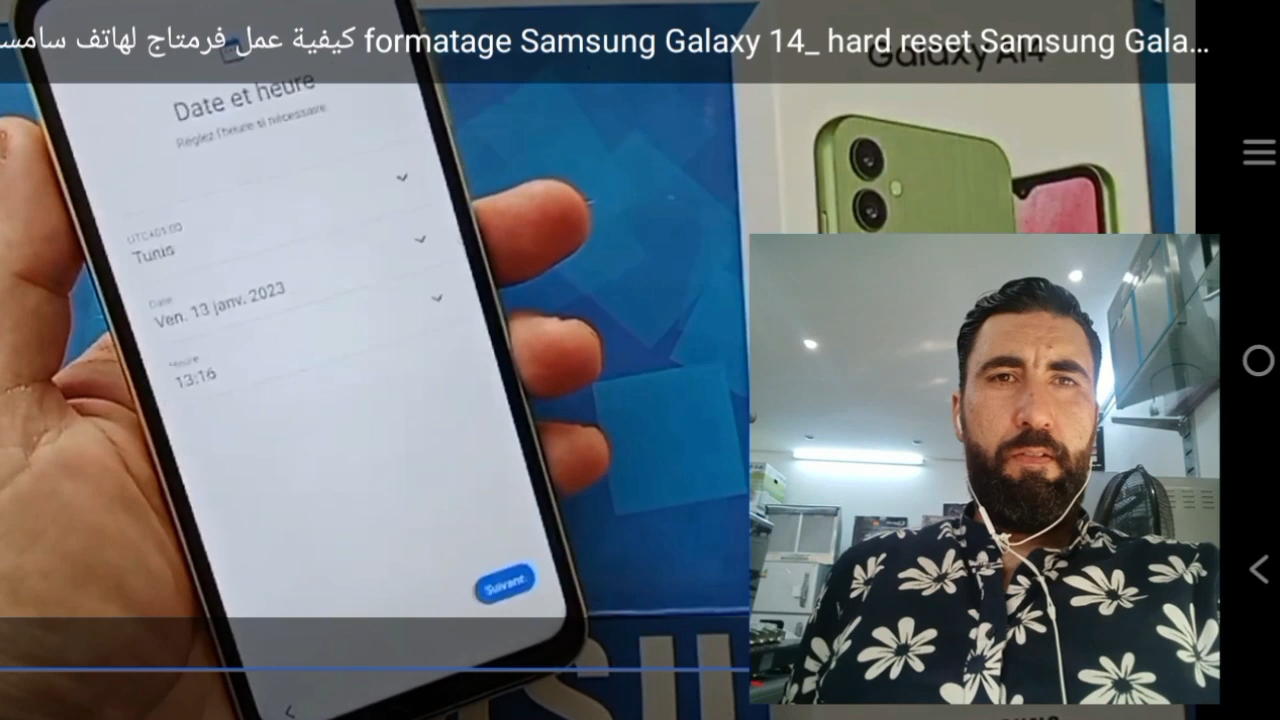 كيفية عمل فرمتاج لهاتف سامس formatage Samsung Galaxy 14_ hard reset Samsung Gala...
Galaxy A14
Date et heure
Réglez l'heure si nécessaire.
UTC+01:00
Tunis
Date
Ven. 13 janv. 2023
Heure
13:16
Suivant